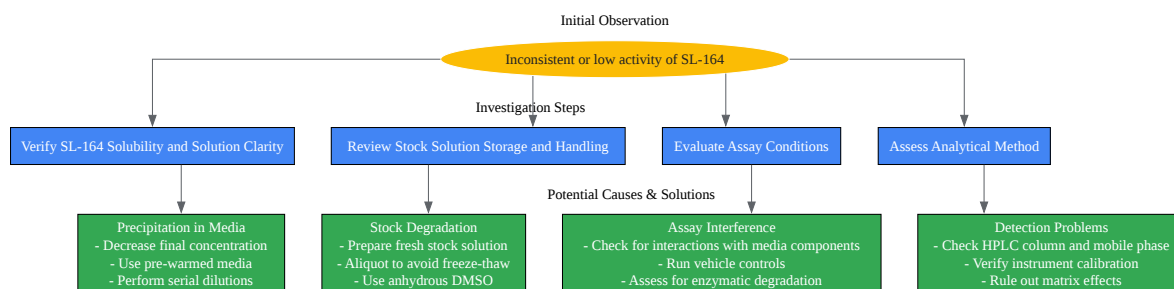 Initial Observation
Inconsistent or low activity of SL-164
Investigation Steps
Verify SL-164 Solubility and Solution Clarity
Review Stock Solution Storage and Handling
Evaluate Assay Conditions
Assess Analytical Method
Potential Causes & Solutions
Precipitation in Media
- Decrease final concentration
- Use pre-warmed media
- Perform serial dilutions
Stock Degradation
- Prepare fresh stock solution
- Aliquot to avoid freeze-thaw
- Use anhydrous DMSO
Assay Interference
- Check for interactions with media components
- Run vehicle controls
- Assess for enzymatic degradation
Detection Problems
- Check HPLC column and mobile phase
- Verify instrument calibration
- Rule out matrix effects